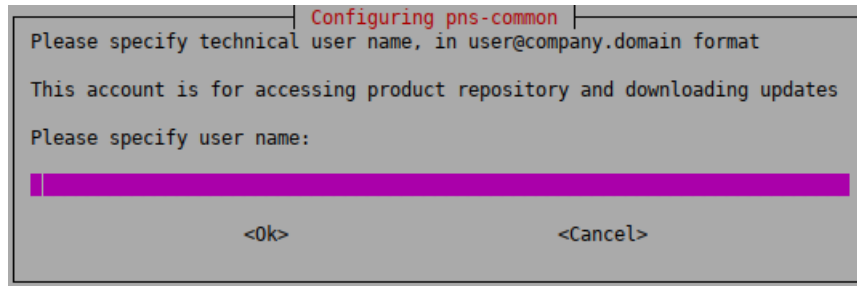 Configuring pns-common
Please specify technical user name, in user@company.domain format
This account is for accessing product repository and downloading updates
Please specify user name:
<Ok> <Cancel>